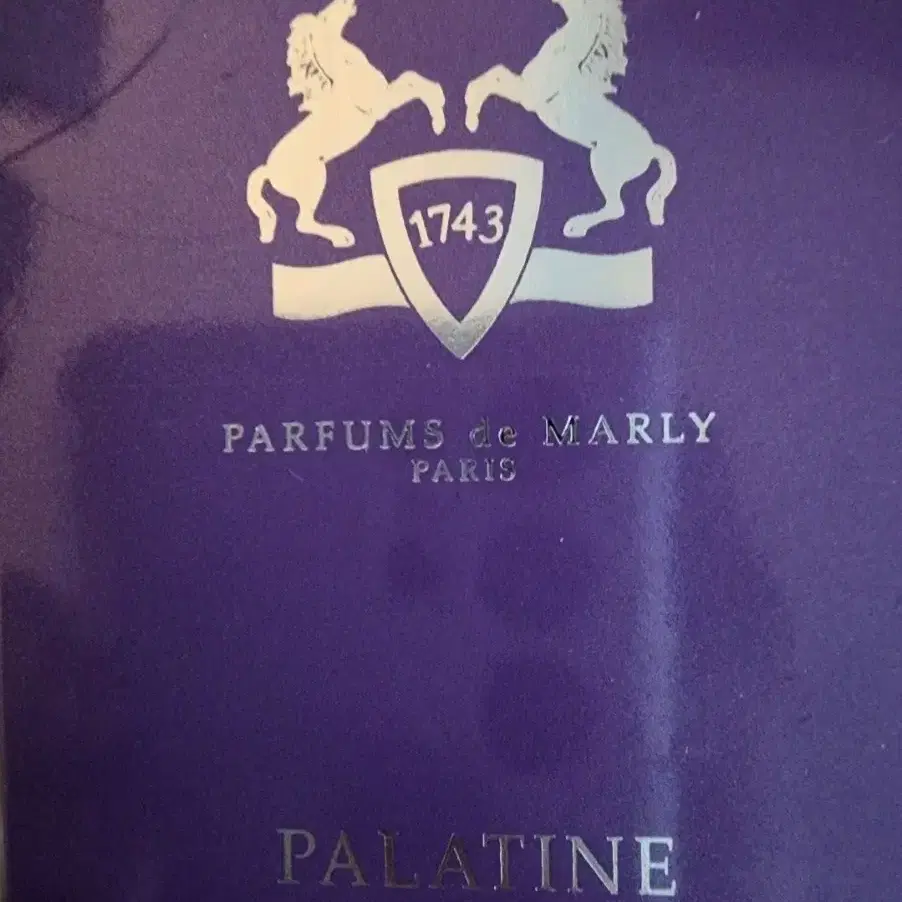 1743
PARFUMS de MARLY
PARIS
PALATINE